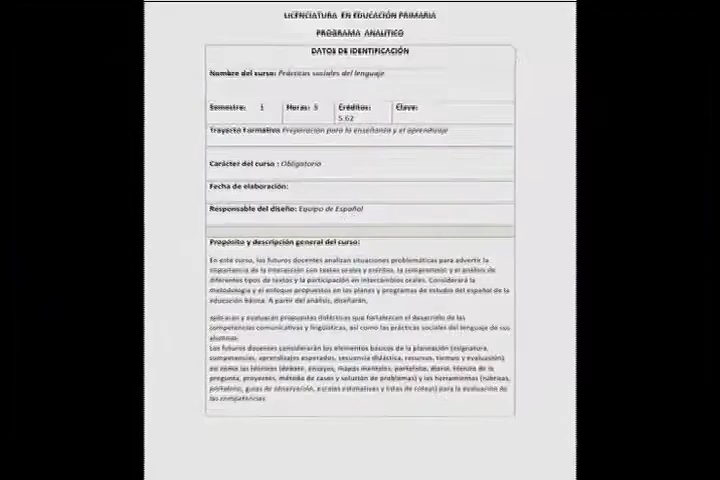 LICENCIATURA EN EDUCACIÓN PRIMARIA
PROGRAMA ANALITICO
DATOS DE IDENTIFICACIÓN
Nombre del curso: Prácticas sociales del lenguaje
Semestre: 1 Horas: 5 Créditos: 5.62 Clave:
Trayecto Formativo Preparación para la enseñanza y el aprendizaje
Carácter del curso : Obligatorio
Fecha de elaboración:
Responsable del diseño: Equipo de Español
Propósito y descripción general del curso:
En este curso, los futuros docentes analizan situaciones problemáticas para advertir la
importancia de la interacción con textos orales y escritos, la comprensión y el análisis de
diferentes tipos de textos y la participación en intercambios orales. Considerará la
metodología y el enfoque propuestos en los planes y programas de estudio del español de la
educación básica. A partir del análisis, diseñarán,
aplicarán y evaluarán propuestas didácticas que fortalezcan el desarrollo de las
competencias comunicativas y lingüísticas, así como las prácticas sociales del lenguaje de sus
alumnos.
Los futuros docentes considerarán los elementos básicos de la planeación (asignatura,
competencias, aprendizajes esperados, secuencia didáctica, recursos, tiempo y evaluación)
así como las técnicas (debate, ensayos, mapas mentales, portafolio, diario, técnica de la
pregunta, proyectos, método de casos y solución de problemas) y las herramientas (rúbricas,
portafolio, guías de observación, escalas estimativas y listas de cotejo) para la evaluación de
las competencias.